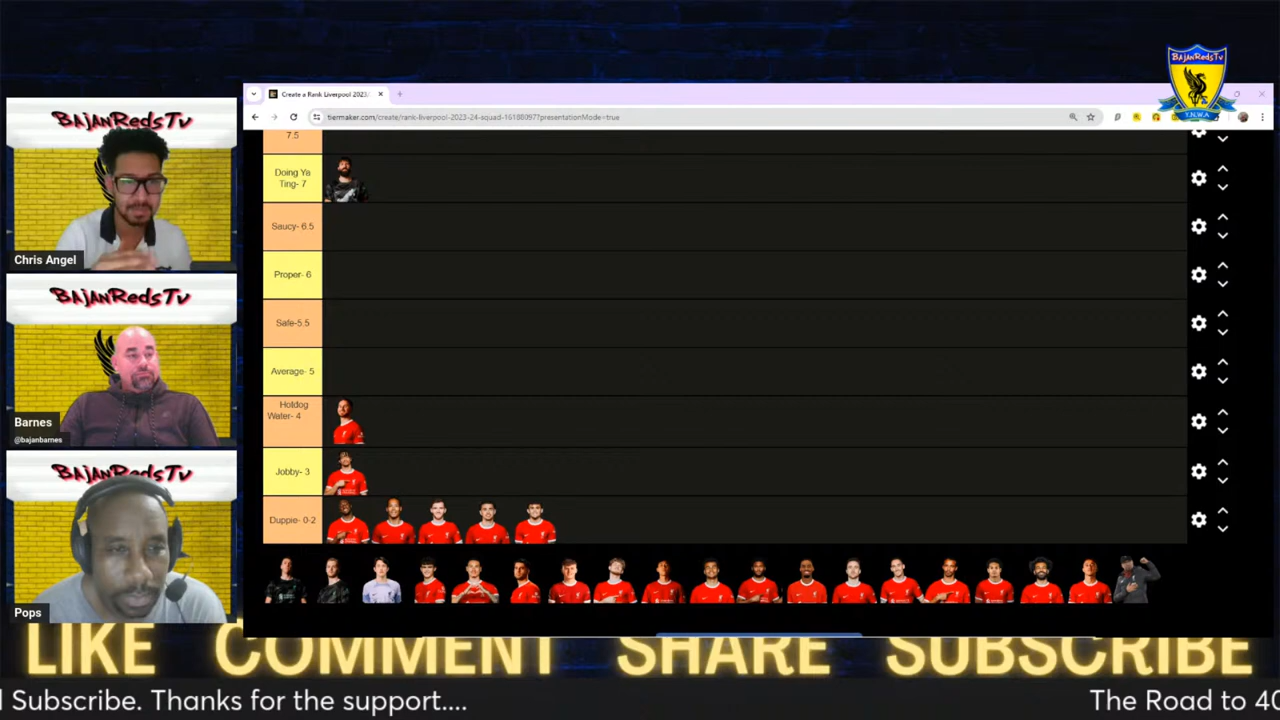 BAJANREDSTV
Y.N.W.A
BAJANREDSTV
Chris Angel
BAJANREDSTV
Barnes
@bajanbarnes
BAJANREDSTV
Pops
Create a Rank Liverpool 2023/
tiermaker.com/create/rank-liverpool-2023-24-squad-16188097?presentationMode=true
7.5
Doing Ya
Ting- 7
Saucy- 6.5
Proper- 6
Safe-5.5
Average- 5
Hotdog
Water- 4
Jobby- 3
Duppie- 0-2
LIKE COMMENT SHARE SUBSCRIBE
l Subscribe. Thanks for the support.... The Road to 40